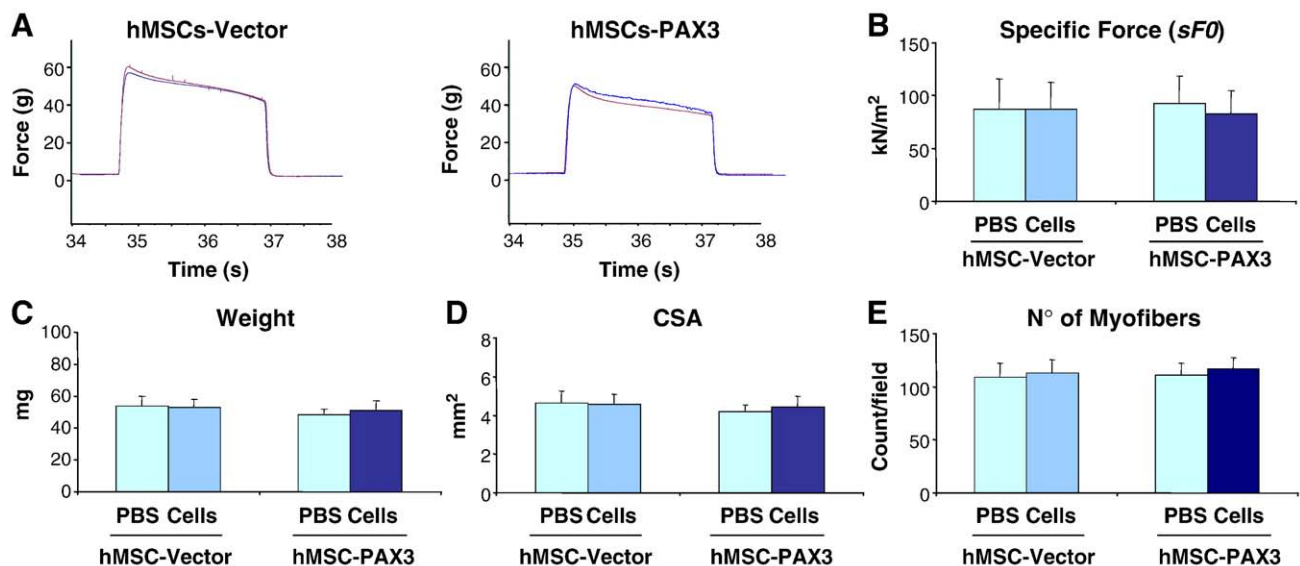 A
hMSCs-Vector
60
40
20
0
Force (g)
34 35 36 37 38
Time (s)
hMSCs-PAX3
60
40
20
0
Force (g)
34 35 36 37 38
Time (s)
B
Specific Force (sF0)
150
100
50
0
kN/m²
PBS Cells PBS Cells
hMSC-Vector hMSC-PAX3
C
Weight
100
80
60
40
20
0
mg
PBS Cells PBS Cells
hMSC-Vector hMSC-PAX3
D
CSA
8
6
4
2
0
mm²
PBS Cells PBS Cells
hMSC-Vector hMSC-PAX3
E
N° of Myofibers
150
100
50
0
Count/field
PBS Cells PBS Cells
hMSC-Vector hMSC-PAX3